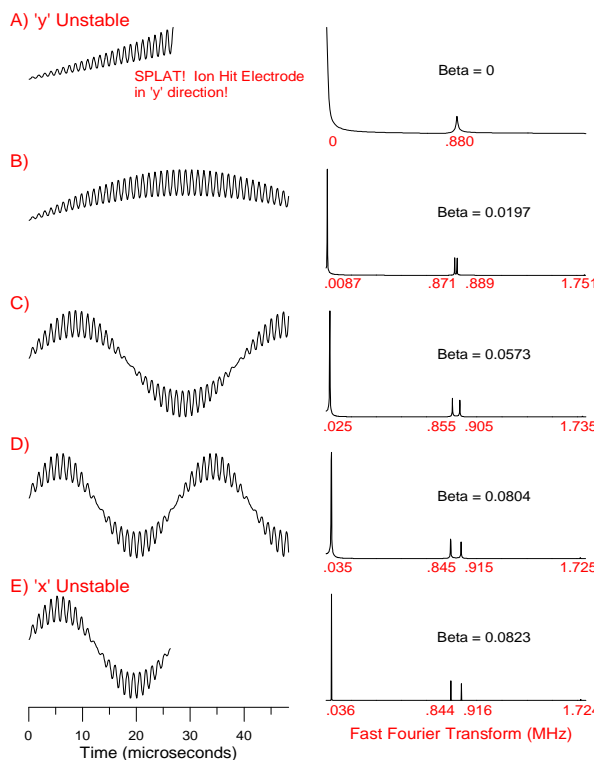 A) 'y' Unstable
SPLAT! Ion Hit Electrode
in 'y' direction!
Beta = 0
0 .880
B)
Beta = 0.0197
.0087 .871 .889 1.751
C)
Beta = 0.0573
.025 .855 .905 1.735
D)
Beta = 0.0804
.035 .845 .915 1.725
E) 'x' Unstable
Beta = 0.0823
.036 .844 .916 1.724
0 10 20 30 40
Time (microseconds)
Fast Fourier Transform (MHz)